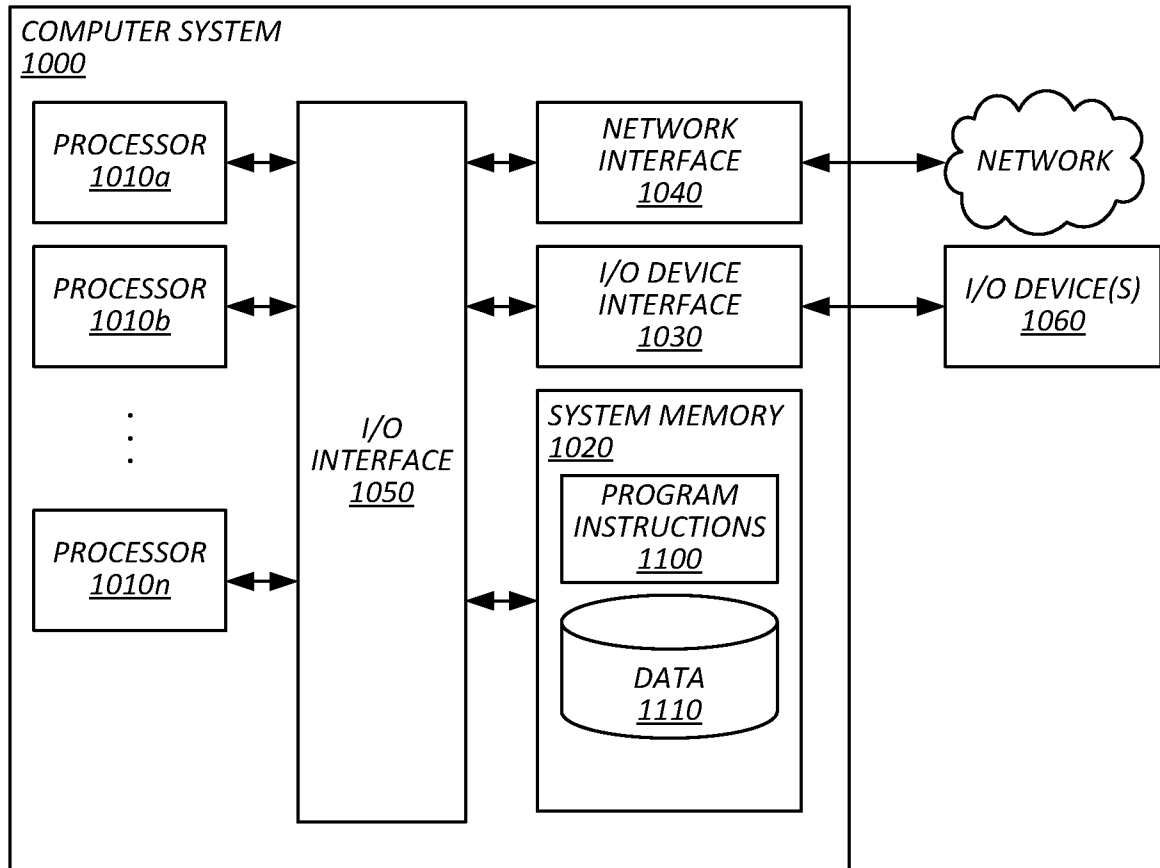 COMPUTER SYSTEM
1000
PROCESSOR
1010a
PROCESSOR
1010b
PROCESSOR
1010n
I/O
INTERFACE
1050
NETWORK
INTERFACE
1040
I/O DEVICE
INTERFACE
1030
SYSTEM MEMORY
1020
PROGRAM
INSTRUCTIONS
1100
DATA
1110
NETWORK
I/O DEVICE(S)
1060